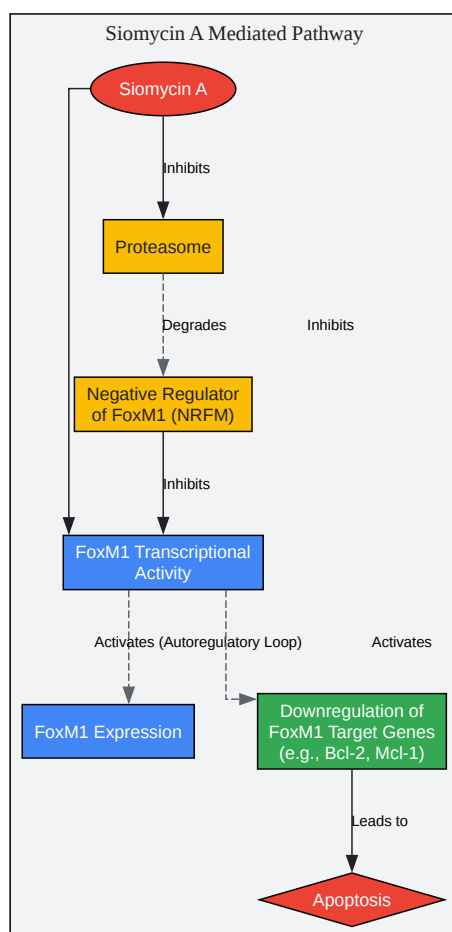 Siomycin A Mediated Pathway
Siomycin A
Inhibits
Proteasome
Degrades
Inhibits
Negative Regulator
of FoxM1 (NRFM)
Inhibits
FoxM1 Transcriptional
Activity
Activates (Autoregulatory Loop)
Activates
FoxM1 Expression
Downregulation of
FoxM1 Target Genes
(e.g., Bcl-2, Mcl-1)
Leads to
Apoptosis